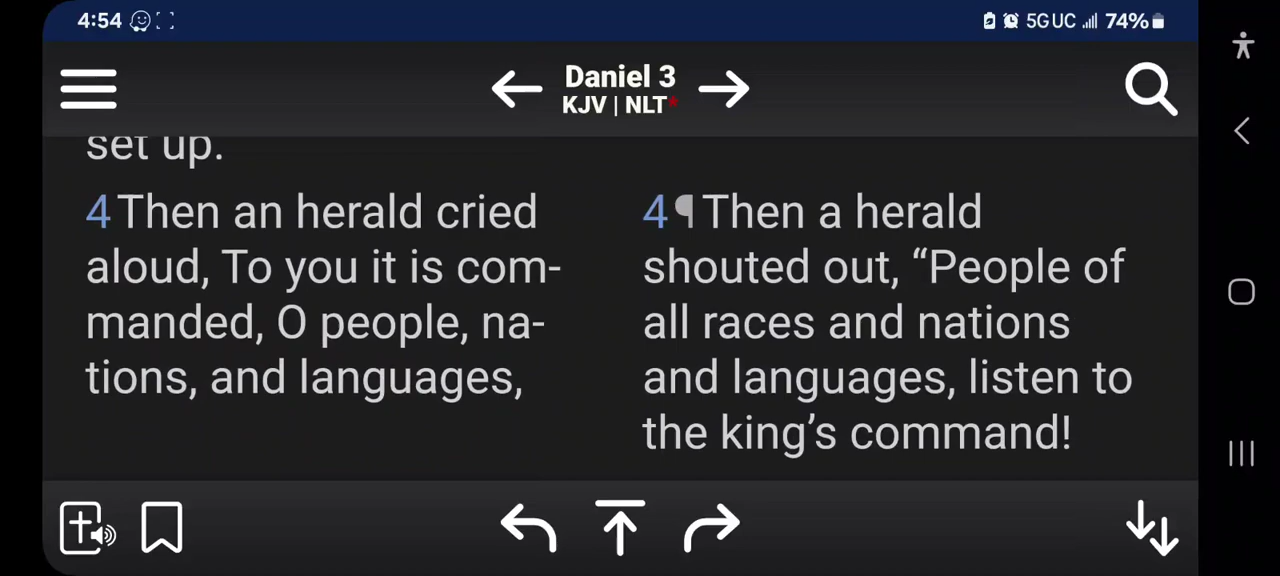 4:54
5G UC 74%
Daniel 3
KJV | NLT*
set up.
4 Then an herald cried
aloud, To you it is com-
manded, O people, na-
tions, and languages,
4 ¶ Then a herald
shouted out, “People of
all races and nations
and languages, listen to
the king’s command!